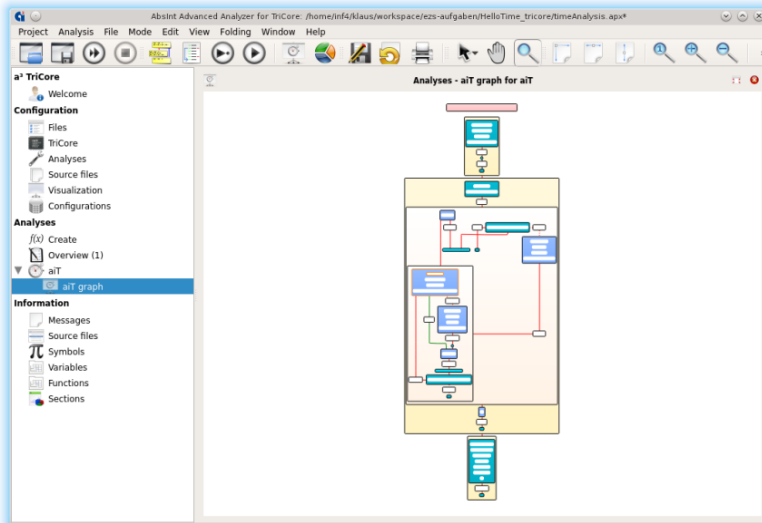 AbsInt Advanced Analyzer for TriCore: /home/inf4/klaus/workspace/ezs-aufgaben/HelloTime_tricore/timeAnalysis.apx*
Project Analysis File Mode Edit View Folding Window Help
a³ TriCore
Welcome
Configuration
Files
TriCore
Analyses
Source files
Visualization
Configurations
Analyses
f(x) Create
Overview (1)
aiT
aiT graph
Information
Messages
Source files
π Symbols
Variables
Functions
Sections
Analyses - aiT graph for aiT